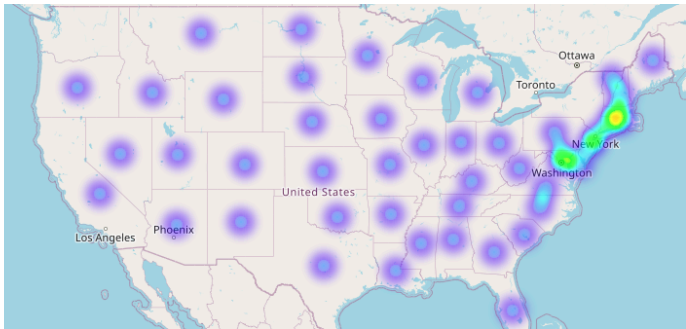 Ottawa
Toronto
New York
Washington
United States
Phoenix
Los Angeles